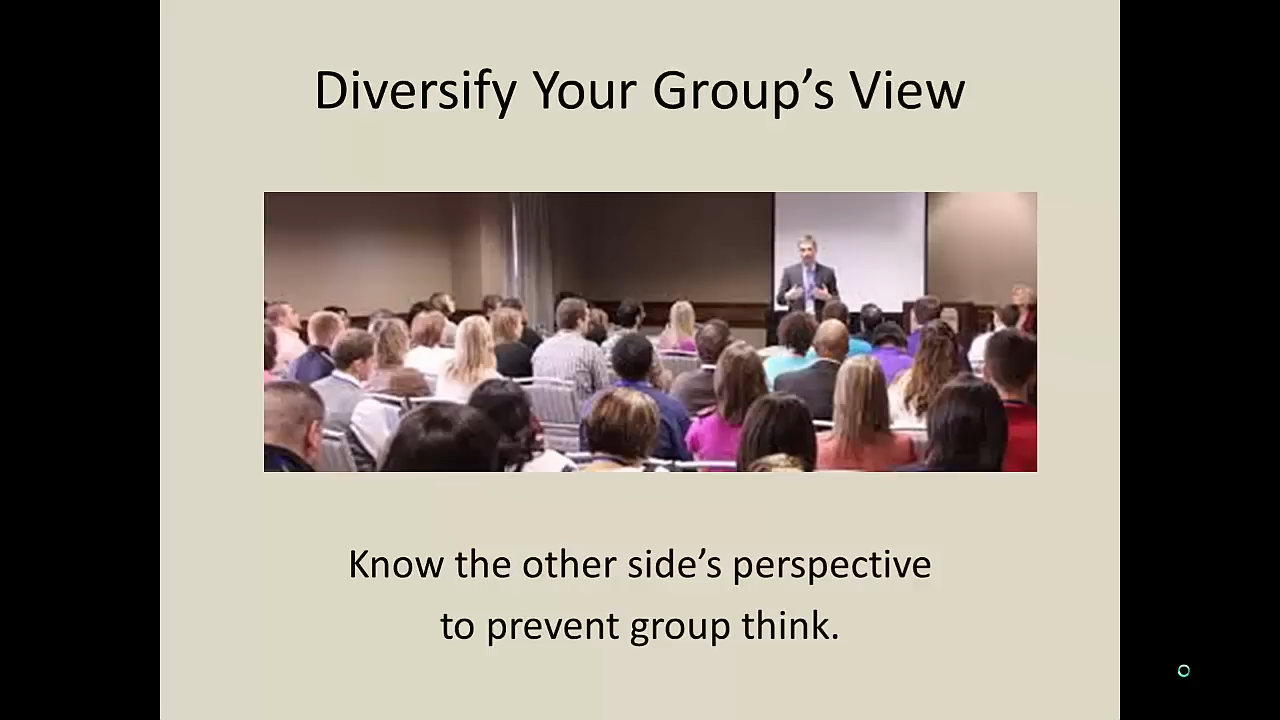 Diversify Your Group’s View
Know the other side’s perspective
to prevent group think.